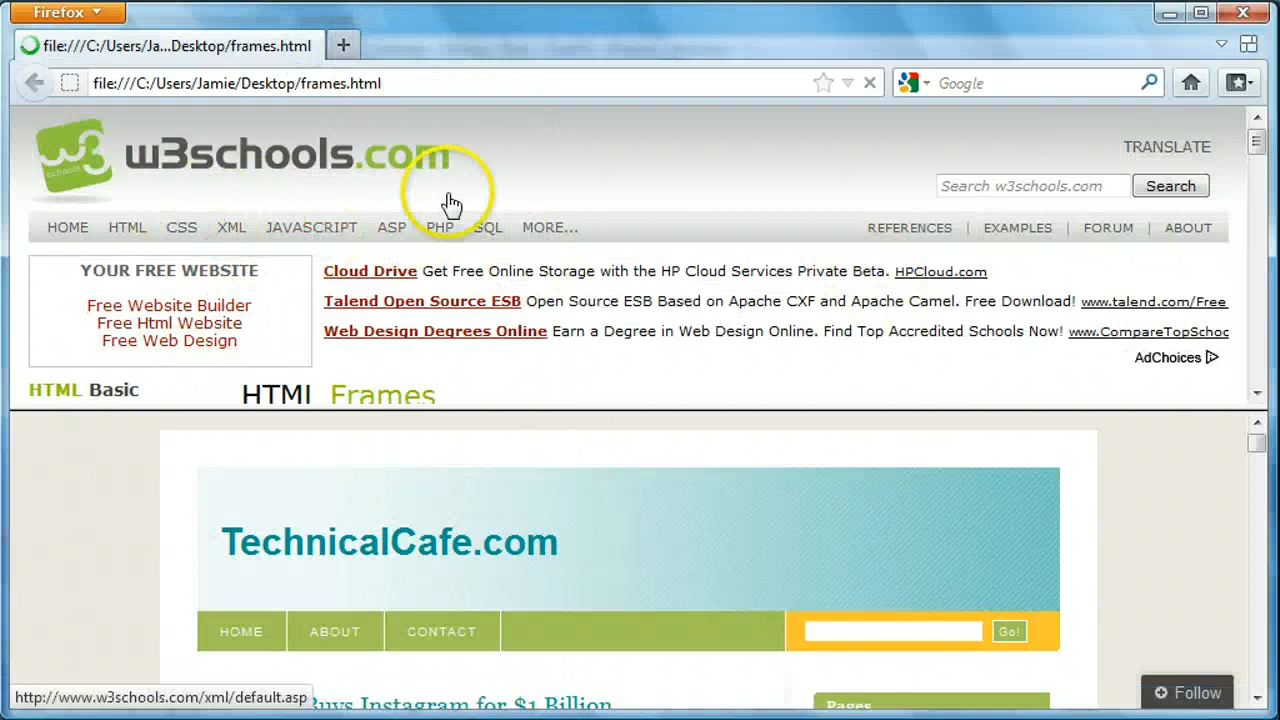 Firefox
file:///C:/Users/Ja...Desktop/frames.html
file:///C:/Users/Jamie/Desktop/frames.html
Google
w3
schools
w3schools.com
TRANSLATE
Search w3schools.com
Search
HOME HTML CSS XML JAVASCRIPT ASP PHP SQL MORE...
REFERENCES | EXAMPLES | FORUM | ABOUT
YOUR FREE WEBSITE
Free Website Builder
Free Html Website
Free Web Design
Cloud Drive Get Free Online Storage with the HP Cloud Services Private Beta. HPCloud.com
Talend Open Source ESB Open Source ESB Based on Apache CXF and Apache Camel. Free Download! www.talend.com/Free
Web Design Degrees Online Earn a Degree in Web Design Online. Find Top Accredited Schools Now! www.CompareTopSchoo
AdChoices
HTML Basic
HTML Frames
TechnicalCafe.com
HOME ABOUT CONTACT
Go!
Buys Instagram for $1 Billion
Pages
Follow
http://www.w3schools.com/xml/default.asp